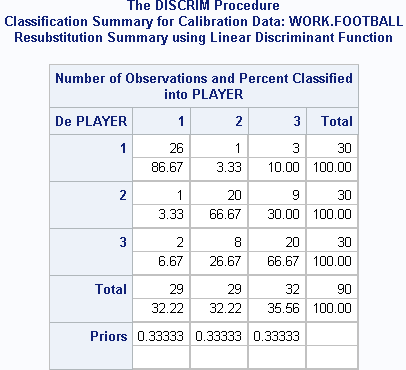 The DISCRIM Procedure
Classification Summary for Calibration Data: WORK.FOOTBALL
Resubstitution Summary using Linear Discriminant Function
Number of Observations and Percent Classified
into PLAYER
De PLAYER 1 2 3 Total
1 26 1 3 30
86.67 3.33 10.00 100.00
2 1 20 9 30
3.33 66.67 30.00 100.00
3 2 8 20 30
6.67 26.67 66.67 100.00
Total 29 29 32 90
32.22 32.22 35.56 100.00
Priors 0.33333 0.33333 0.33333